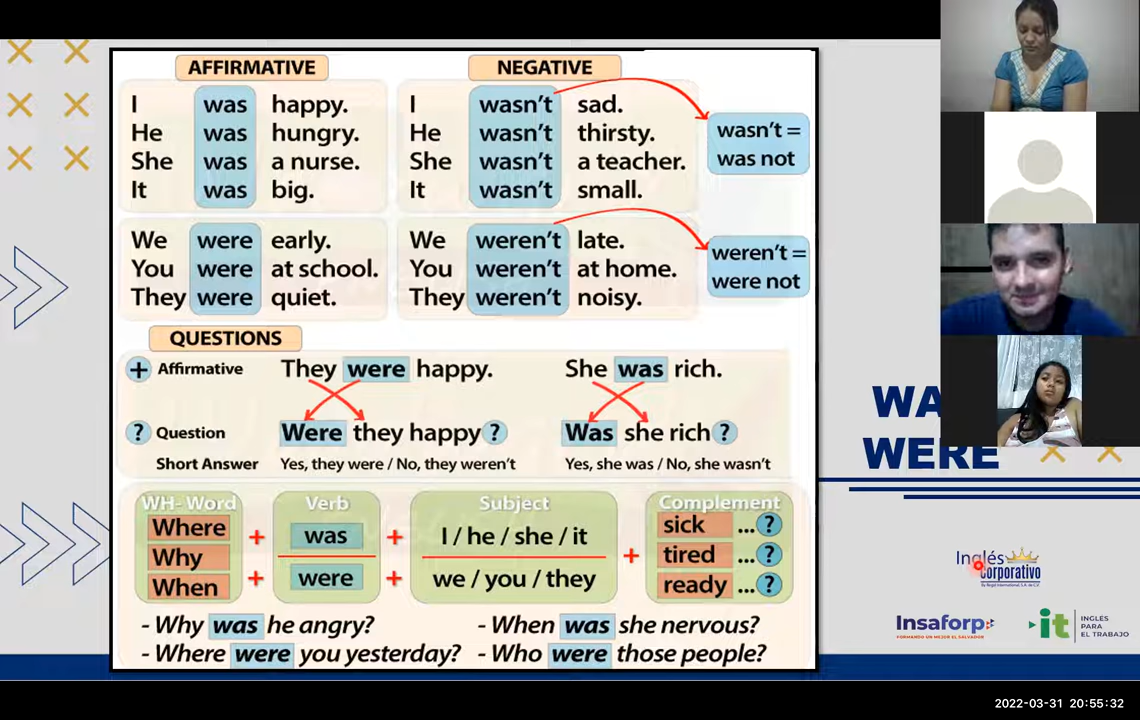 AFFIRMATIVE
I was happy.
He was hungry.
She was a nurse.
It was big.
We were early.
You were at school.
They were quiet.
NEGATIVE
I wasn't sad.
He wasn't thirsty.
She wasn't a teacher.
It wasn't small.
wasn't =
was not
We weren't late.
You weren't at home.
They weren't noisy.
weren't =
were not
QUESTIONS
+ Affirmative They were happy. She was rich.
? Question Were they happy? Was she rich?
Short Answer Yes, they were / No, they weren't Yes, she was / No, she wasn't
WH- Word
Where
Why
When
+
+
Verb
was
were
+
+
Subject
I / he / she / it
we / you / they
+
Complement
sick ...?
tired ...?
ready ...?
- Why was he angry? - When was she nervous?
- Where were you yesterday? - Who were those people?
WA
WERE
Inglés
corporativo
Insaforp
FORMANDO UN MEJOR EL SALVADOR
it
INGLÉS
PARA
EL TRABAJO
2022-03-31 20:55:32